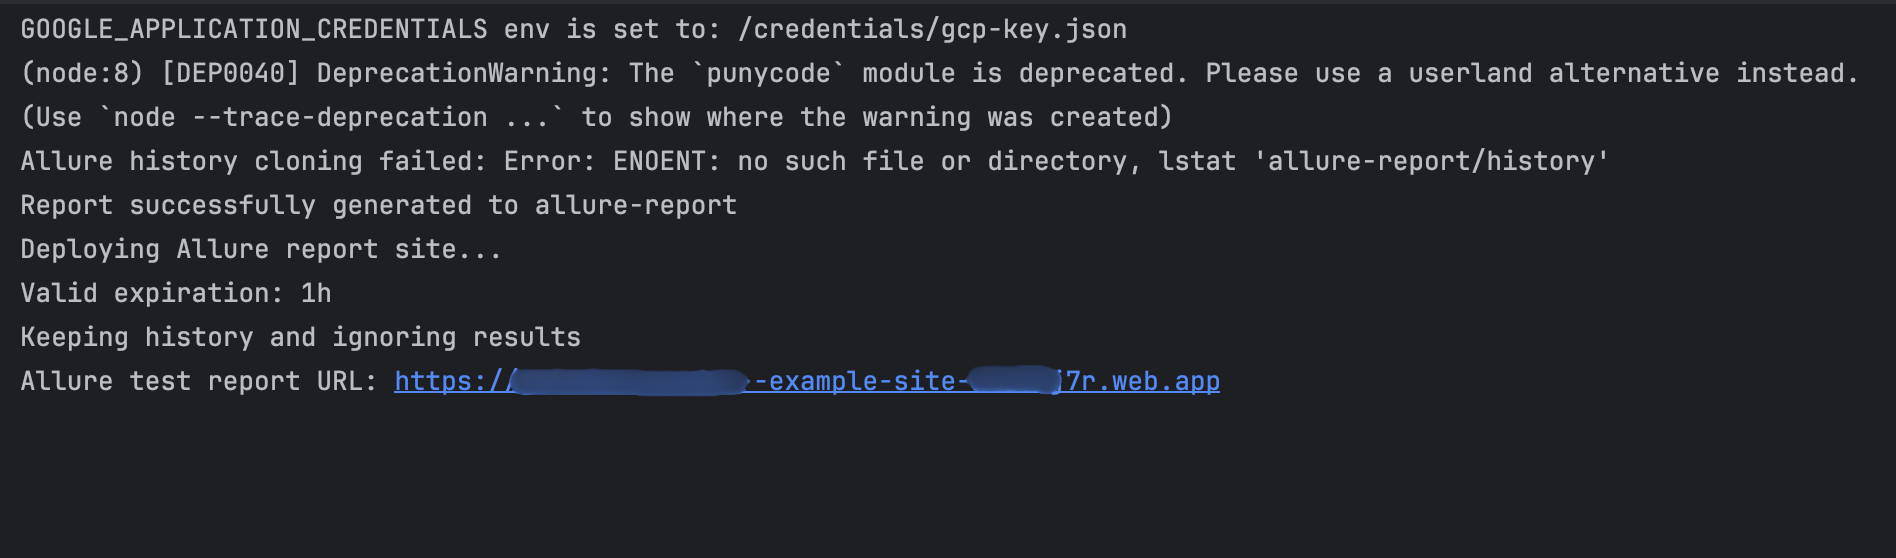 GOOGLE_APPLICATION_CREDENTIALS env is set to: /credentials/gcp-key.json
(node:8) [DEP0040] DeprecationWarning: The `punycode` module is deprecated. Please use a userland alternative instead.
(Use `node --trace-deprecation ...` to show where the warning was created)
Allure history cloning failed: Error: ENOENT: no such file or directory, lstat 'allure-report/history'
Report successfully generated to allure-report
Deploying Allure report site...
Valid expiration: 1h
Keeping history and ignoring results
Allure test report URL: https:// -example-site- j7r.web.app